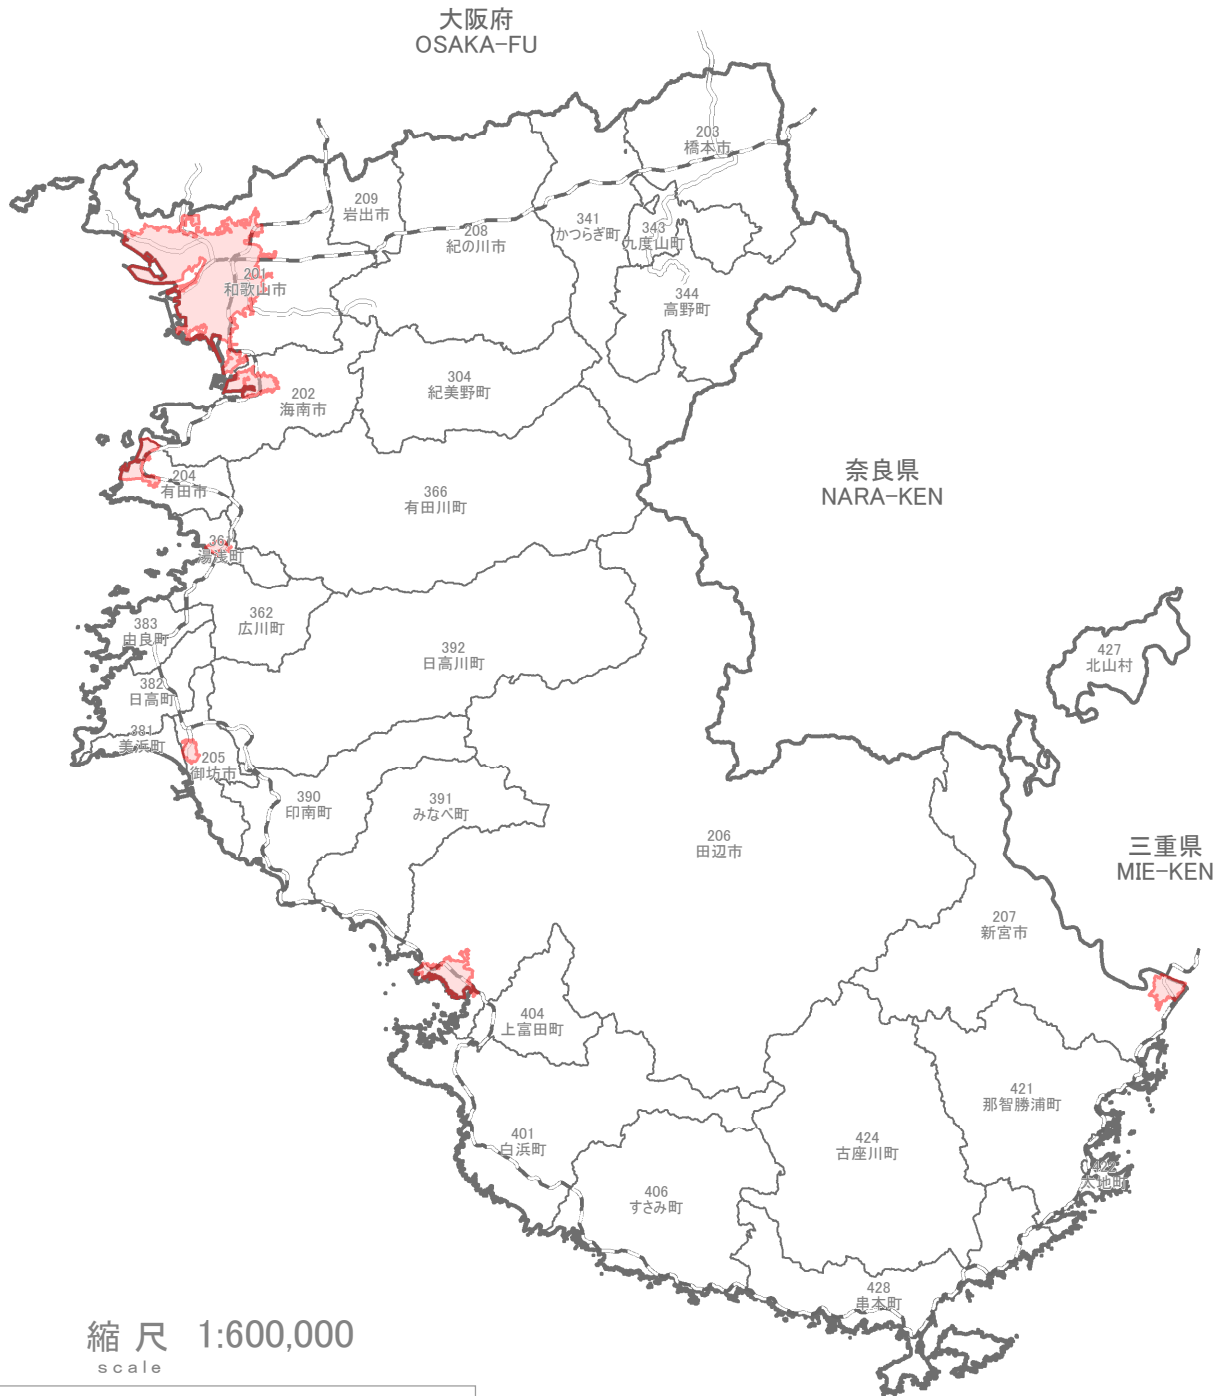 大阪府
OSAKA-FU
203
橋本市
209
岩出市
341
かつらぎ町
343
九度山町
208
紀の川市
201
和歌山市
344
高野町
304
紀美野町
202
海南市
奈良県
NARA-KEN
204
有田市
366
有田川町
361
湯浅町
362
広川町
383
由良町
392
日高川町
427
北山村
382
日高町
381
美浜町
205
御坊市
390
印南町
391
みなべ町
206
田辺市
三重県
MIE-KEN
207
新宮市
404
上富田町
421
那智勝浦町
401
白浜町
424
古座川町
422
太地町
406
すさみ町
428
串本町
縮 尺 1:600,000
scale